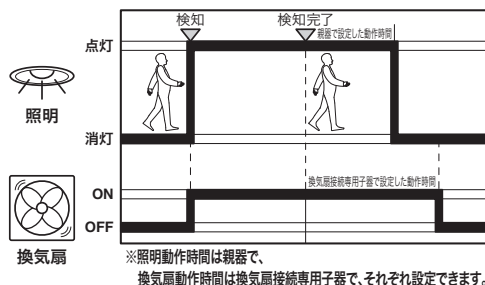 検知
検知完了
親器で設定した動作時間
点灯
照明
消灯
換気扇接続専用子器で設定した動作時間
ON
OFF
換気扇
※照明動作時間は親器で、
換気扇動作時間は換気扇接続専用子器で、それぞれ設定できます。